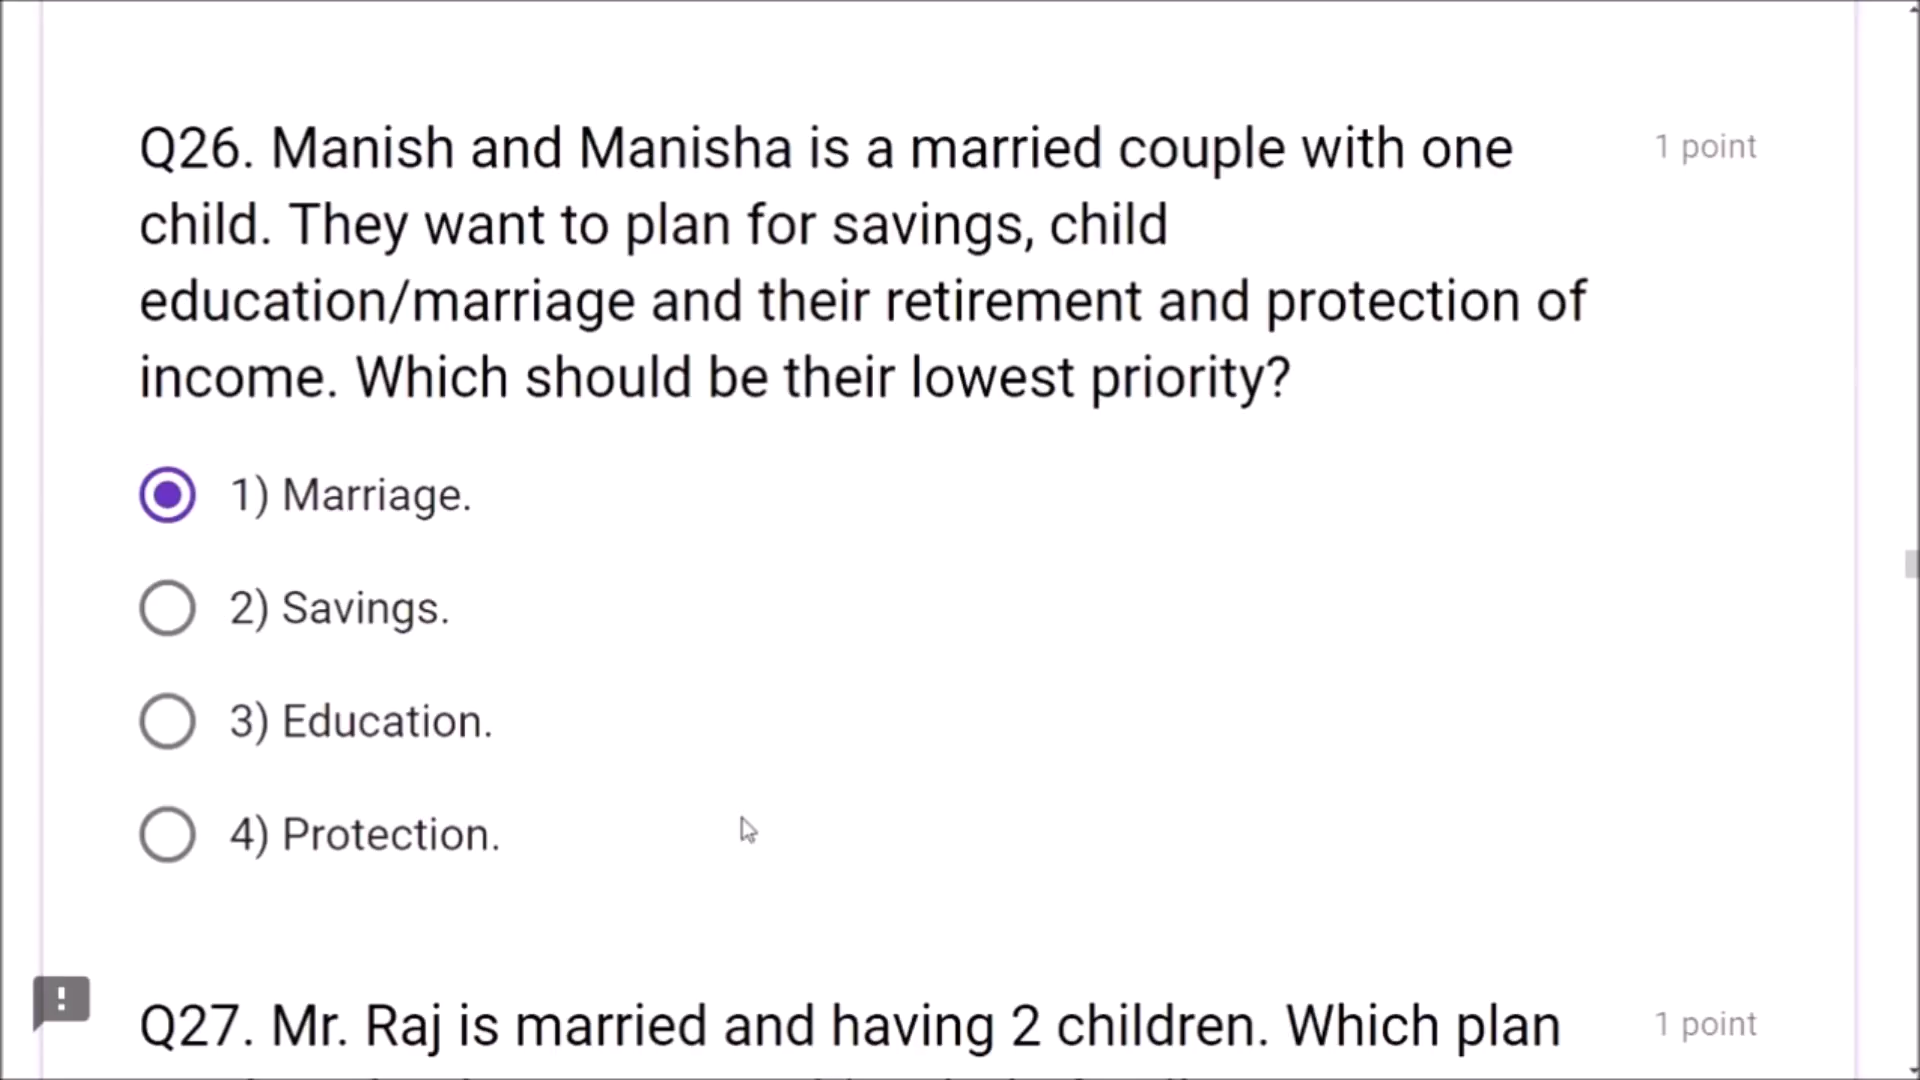 Q26. Manish and Manisha is a married couple with one
1 point
child. They want to plan for savings, child
education/marriage and their retirement and protection of
income. Which should be their lowest priority?
1) Marriage.
2) Savings.
3) Education.
4) Protection.
Q27. Mr. Raj is married and having 2 children. Which plan
1 point